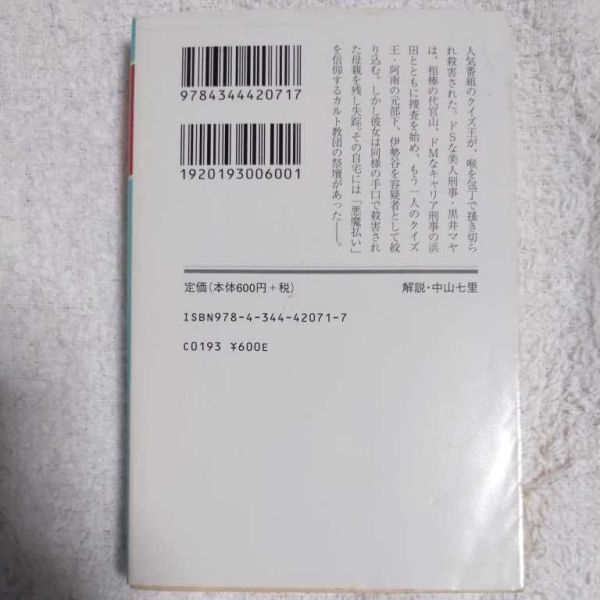 9784344420717
1920193006001
人気番組のクイズ王が、喉を包丁で掻き切ら
れ殺害された。ドSな美人刑事・黒井マヤ
は、相棒の代官山、ドMなキャリア刑事の浜
田とともに捜査を始め、もう一人のクイズ
王・阿南の元部下、伊勢谷を容疑者として絞
り込む。しかし彼女は同様の手口で殺害され
た母親を残し失踪。その自宅には「悪魔払い」
を信仰するカルト教団の祭壇があった――。
定価(本体600円+税)
解説・中山七里
ISBN978-4-344-42071-7
C0193 ¥600E